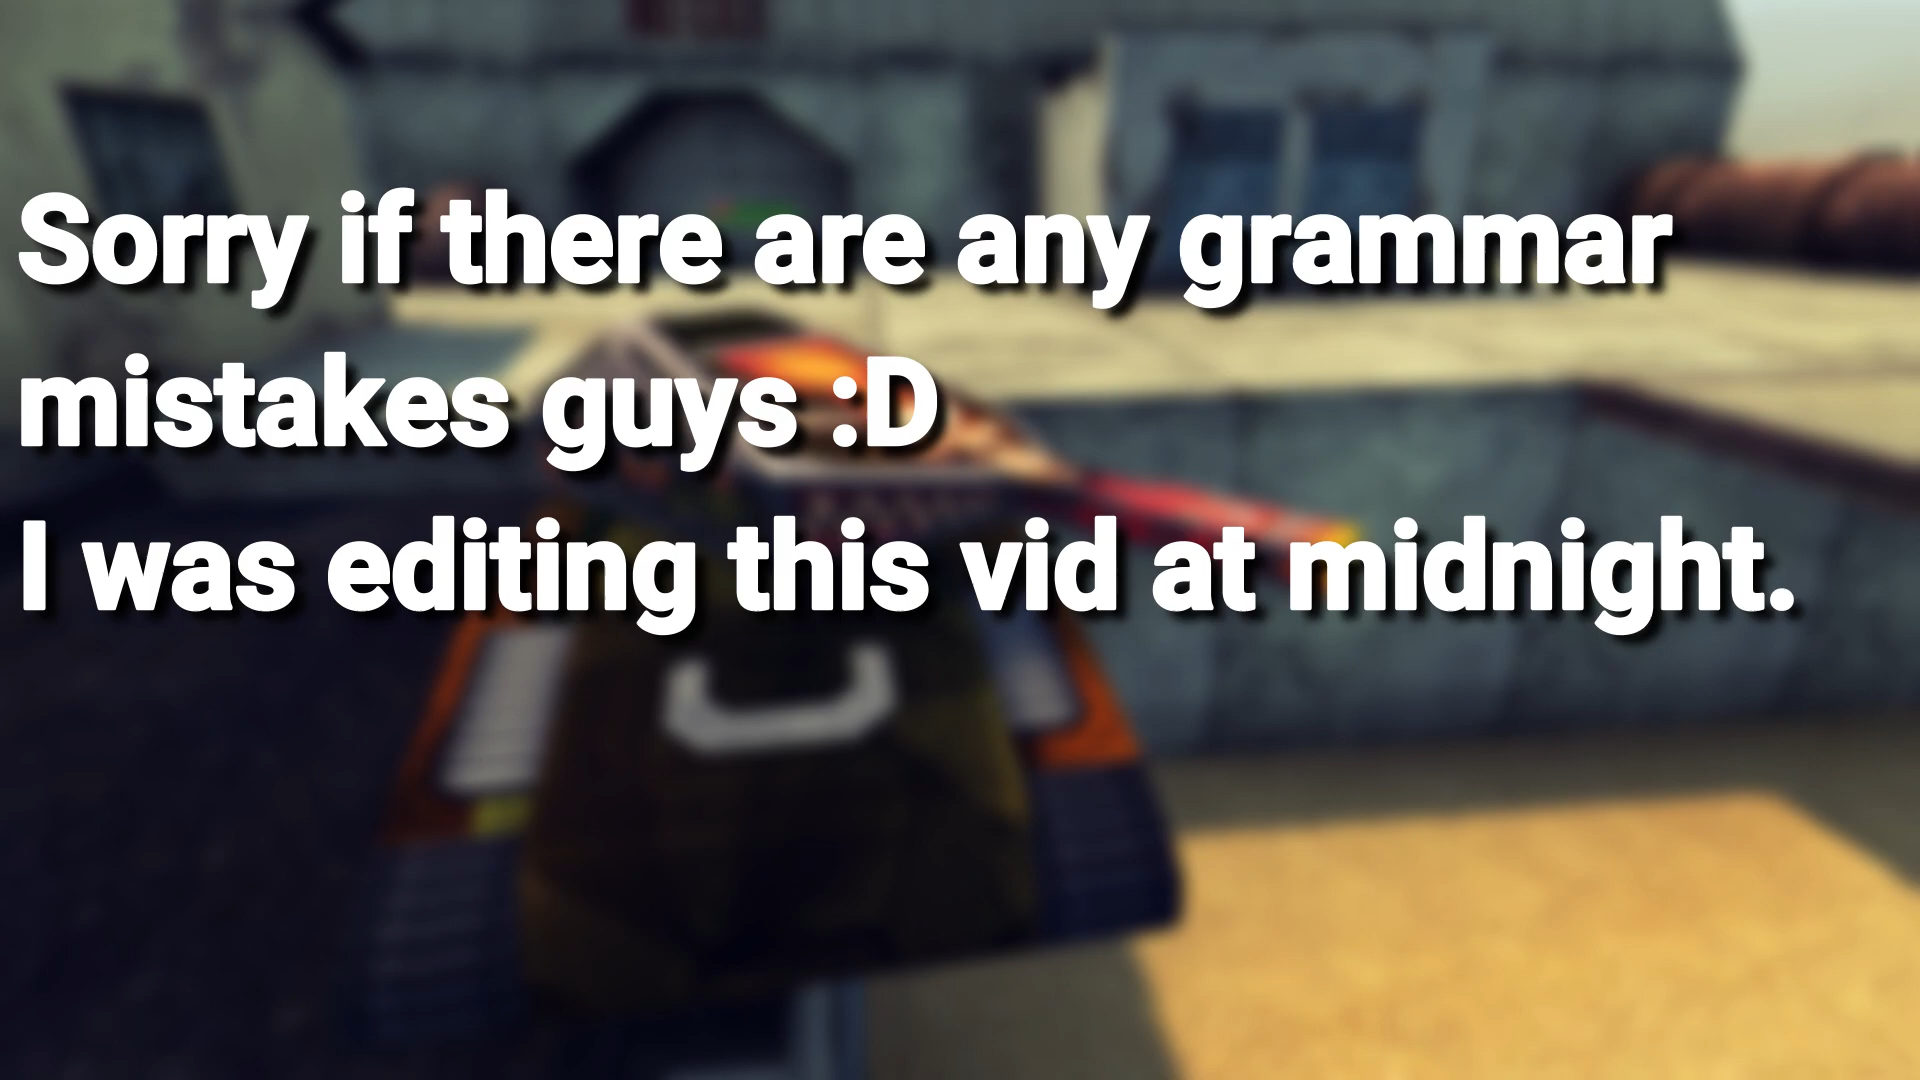 Sorry if there are any grammar
mistakes guys :D
I was editing this vid at midnight.